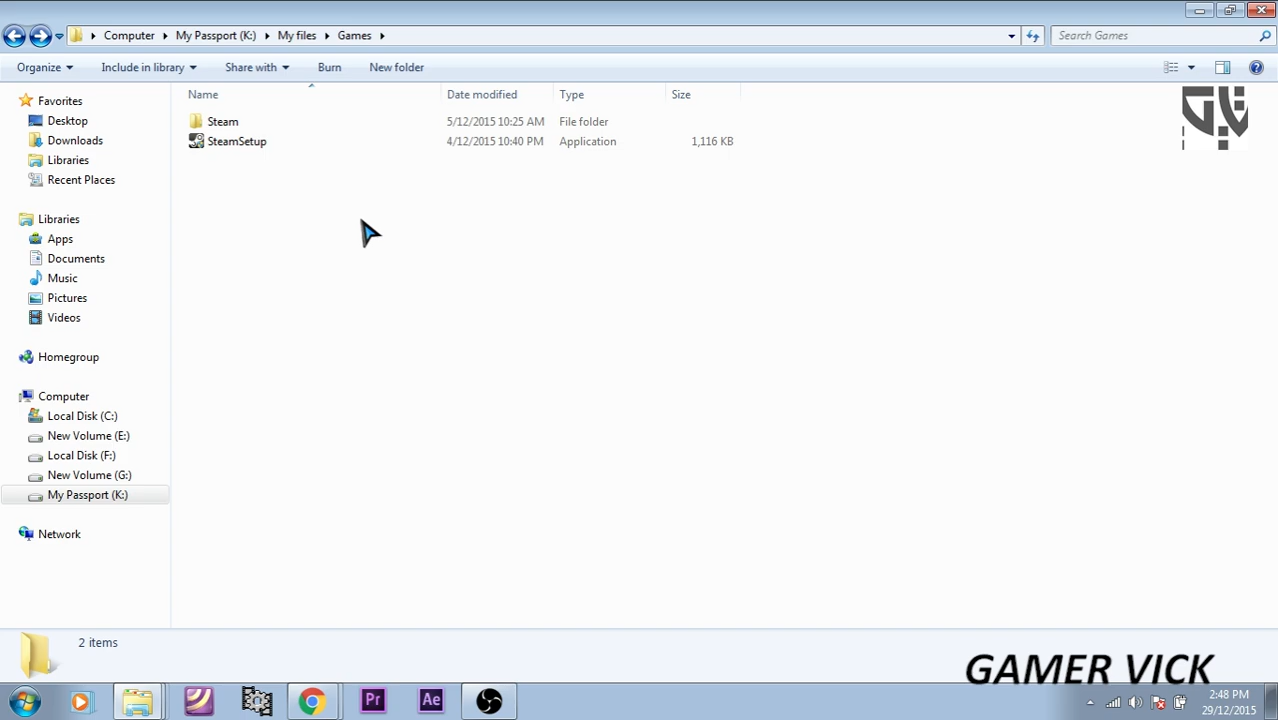 Computer My Passport (K:) My files Games
Search Games
Organize Include in library Share with Burn New folder
Name Date modified Type Size
Steam 5/12/2015 10:25 AM File folder
SteamSetup 4/12/2015 10:40 PM Application 1,116 KB
Favorites
Desktop
Downloads
Libraries
Recent Places
Libraries
Apps
Documents
Music
Pictures
Videos
Homegroup
Computer
Local Disk (C:)
New Volume (E:)
Local Disk (F:)
New Volume (G:)
My Passport (K:)
Network
2 items
GAMER VICK
Pr
Ae
2:48 PM
29/12/2015